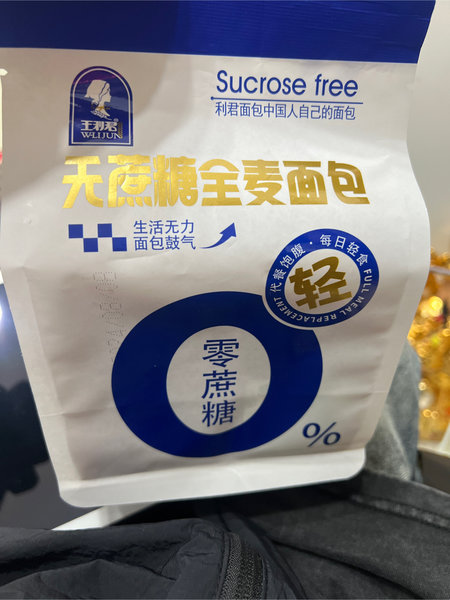 王利君
WLIJUN
Sucrose free
利君面包中国人自己的面包
无蔗糖全麦面包
生活无力
面包鼓气
代餐饱腹·每日轻食 FULL MEAL REPLACEMENT
轻
零蔗糖
0%